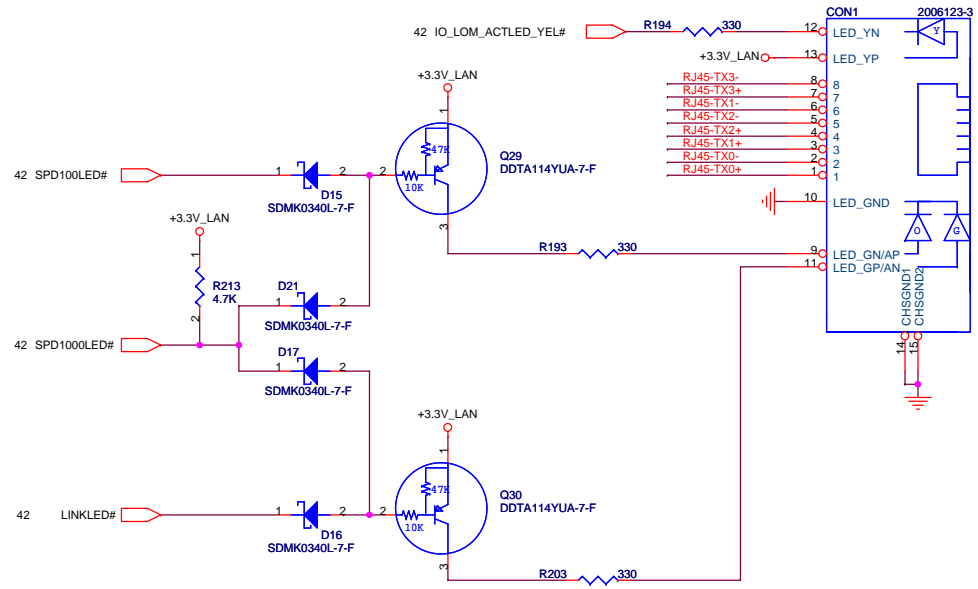 CON1 2006123-3
42 IO_LOM_ACTLED_YEL# R194 330 12 LED_YN Y
+3.3V_LAN 13 LED_YP
+3.3V_LAN
RJ45-TX3- 8 8
RJ45-TX3+ 7 7
RJ45-TX1- 6 6
RJ45-TX2- 5 5
RJ45-TX2+ 4 4
RJ45-TX1+ 3 3
RJ45-TX0- 2 2
RJ45-TX0+ 1 1
1
47K
10K
Q29
DDTA114YUA-7-F
42 SPD100LED# 1 2 2
D15
SDMK0340L-7-F
3
10 LED_GND
O G
+3.3V_LAN
R193 330 9 LED_GN/AP
11 LED_GP/AN
1
R213
4.7K
2
D21
1 2
SDMK0340L-7-F
CHSGND1
CHSGND2
14
15
42 SPD1000LED#
D17
1 2
SDMK0340L-7-F
+3.3V_LAN
1
47K
10K
Q30
DDTA114YUA-7-F
42 LINKLED# 1 2 2
D16
SDMK0340L-7-F
3
R203 330